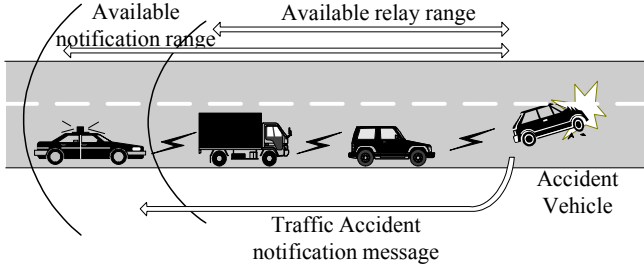 Available
notification range
Available relay range
Accident
Vehicle
Traffic Accident
notification message